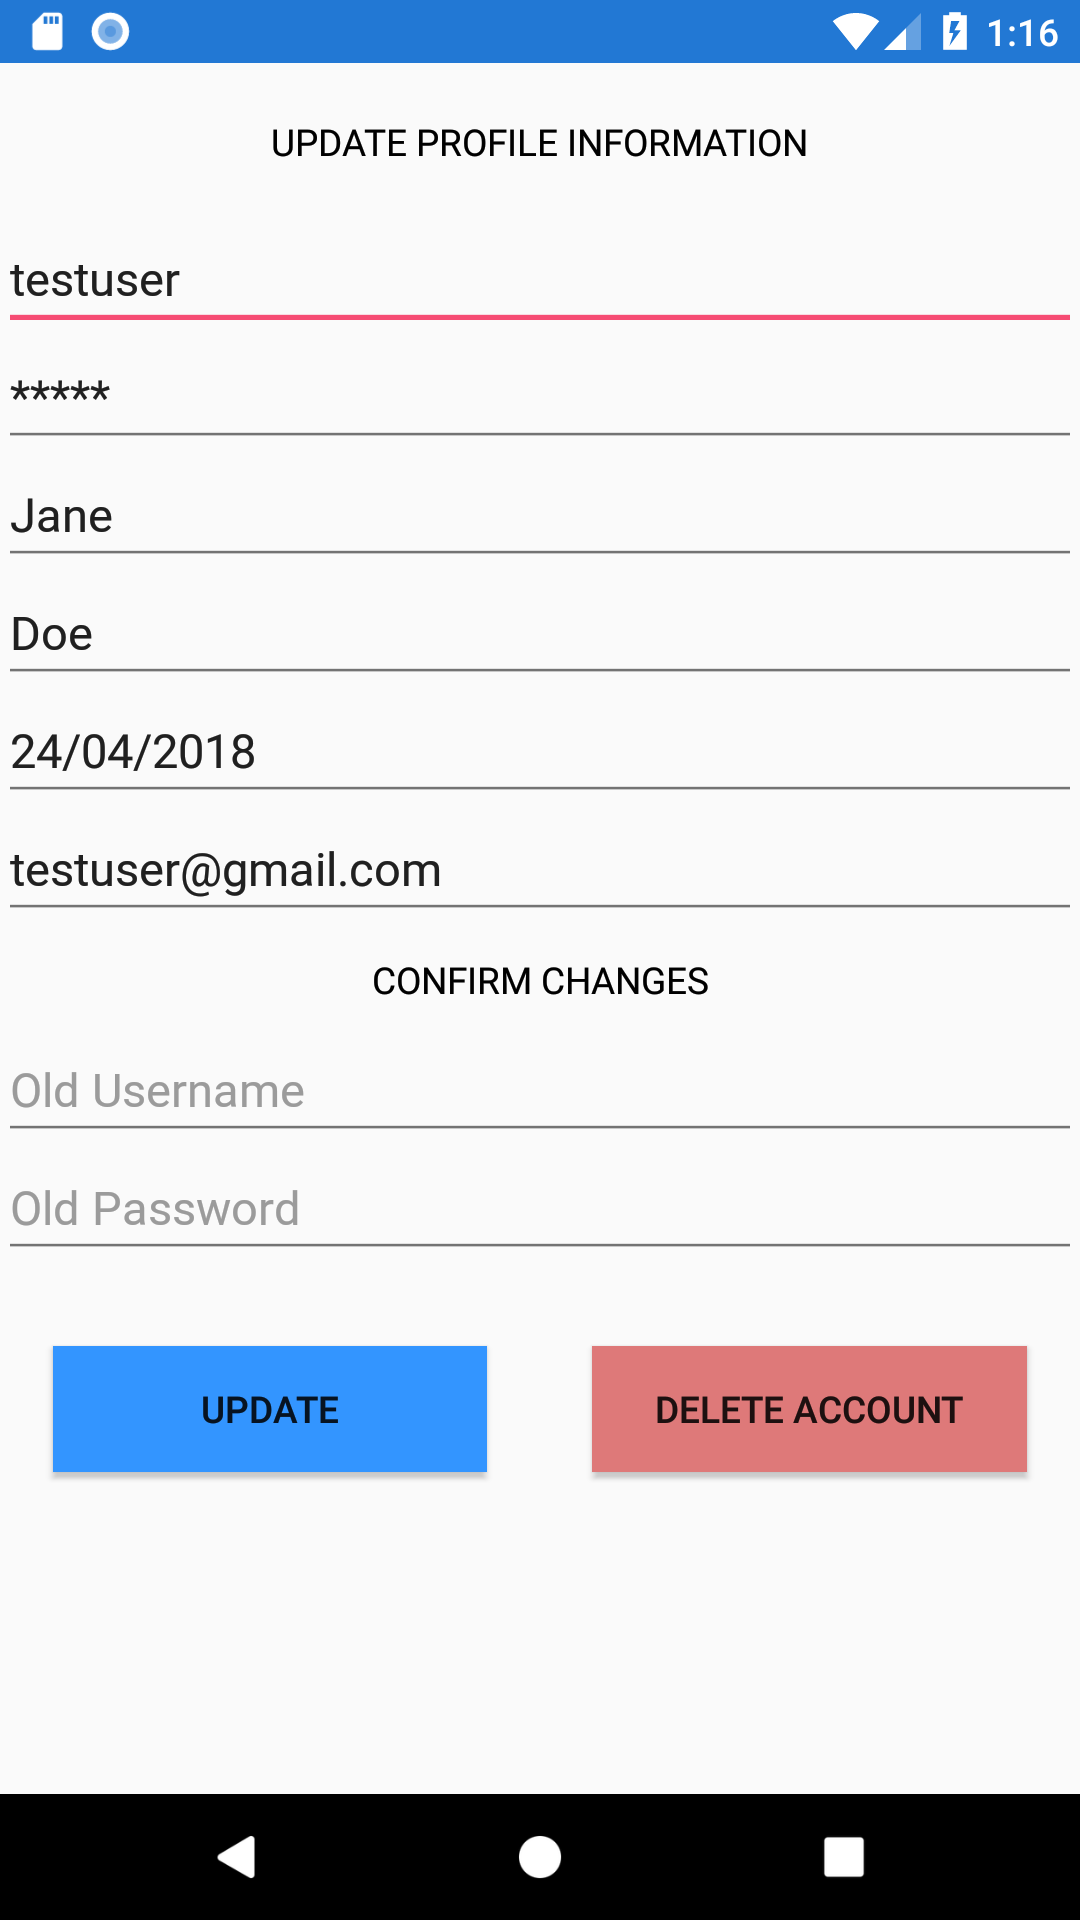 1:16
UPDATE PROFILE INFORMATION
testuser
*****
Jane
Doe
24/04/2018
testuser@gmail.com
CONFIRM CHANGES
Old Username
Old Password
UPDATE DELETE ACCOUNT